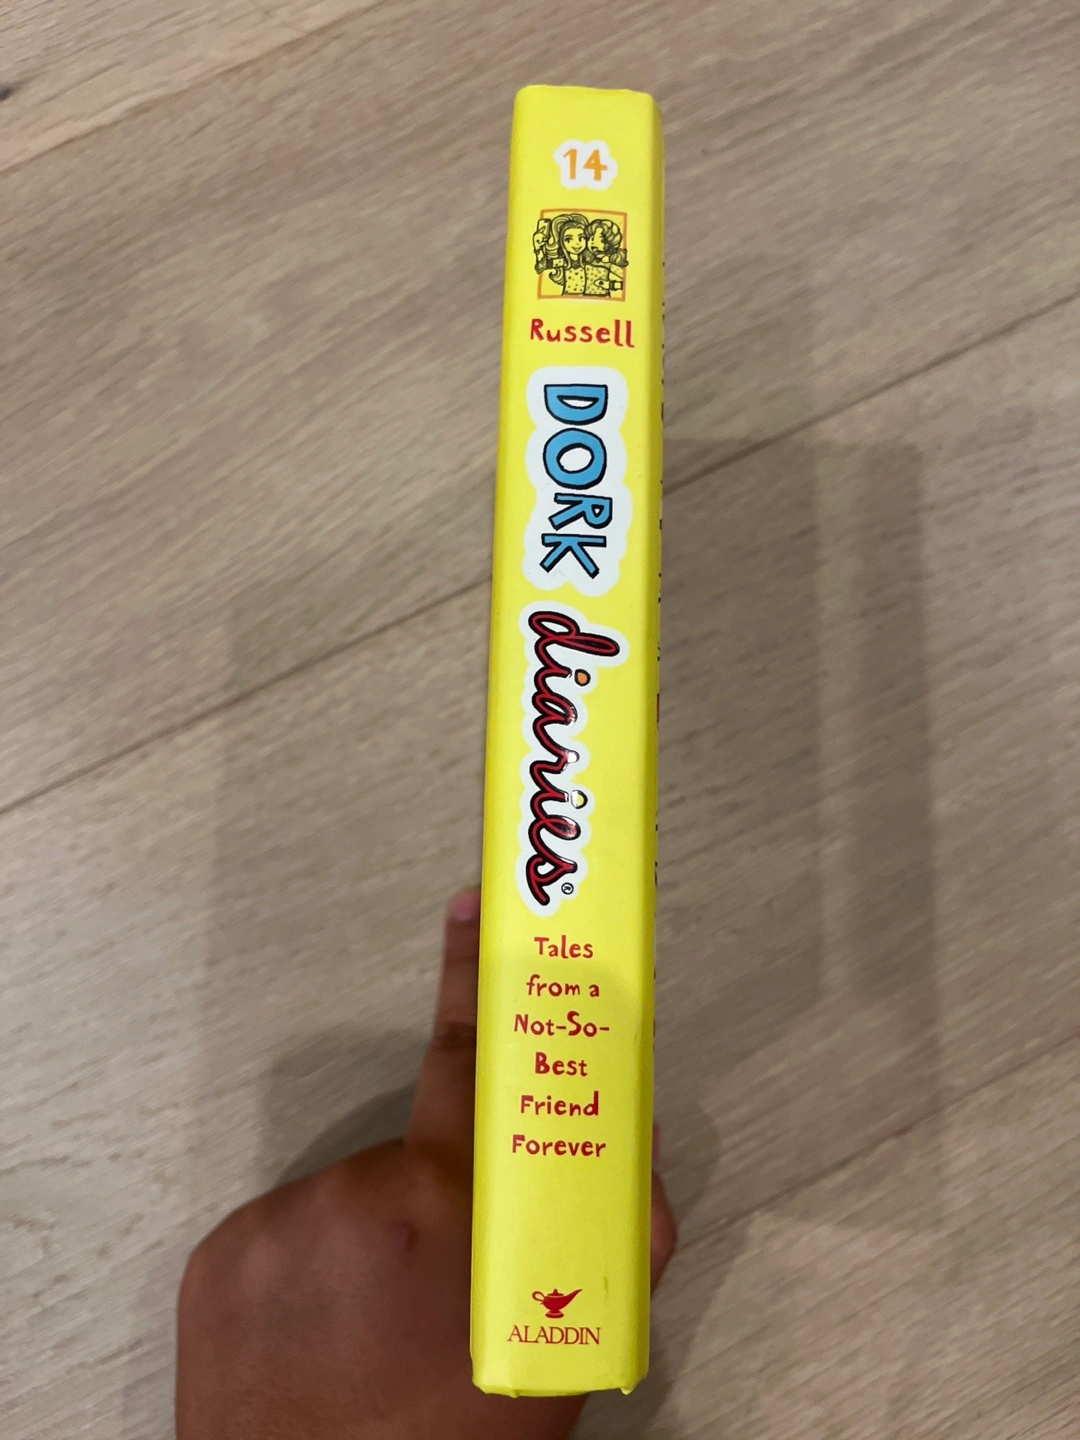 14
Russell
DORK
diaries®
Tales
from a
Not-So-
Best
Friend
Forever
ALADDIN